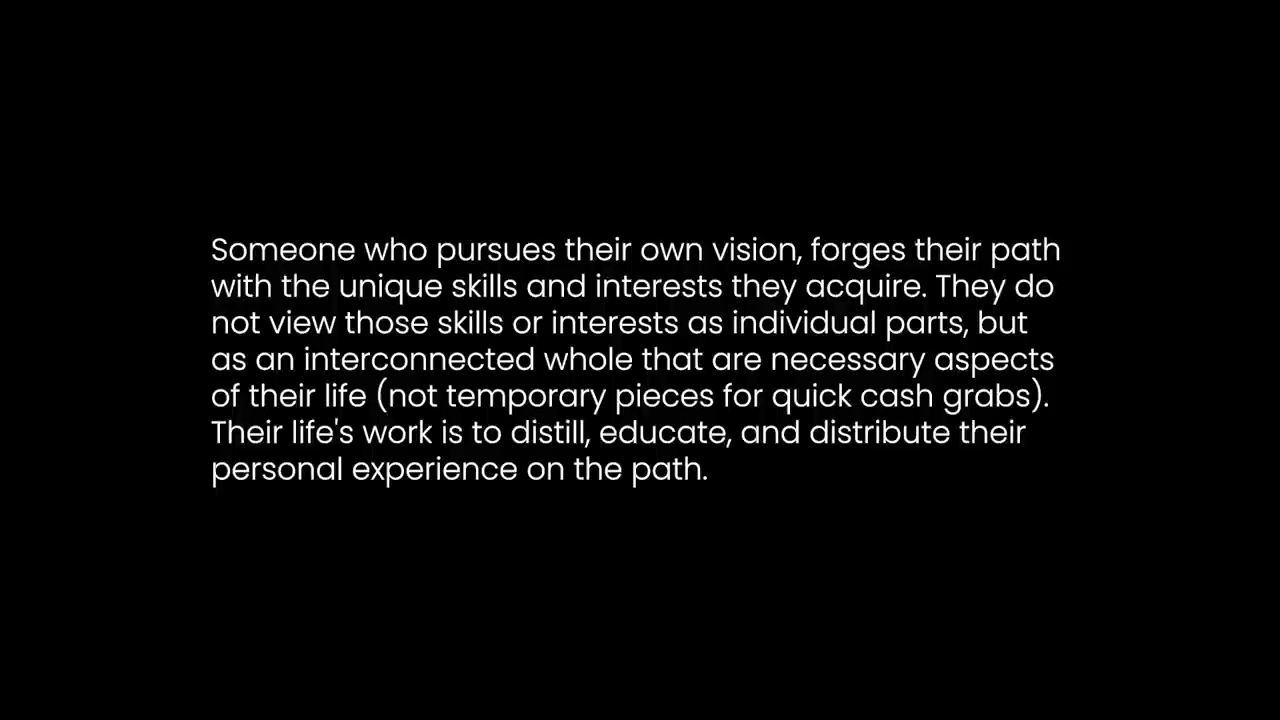 Someone who pursues their own vision, forges their path
with the unique skills and interests they acquire. They do
not view those skills or interests as individual parts, but
as an interconnected whole that are necessary aspects
of their life (not temporary pieces for quick cash grabs).
Their life's work is to distill, educate, and distribute their
personal experience on the path.